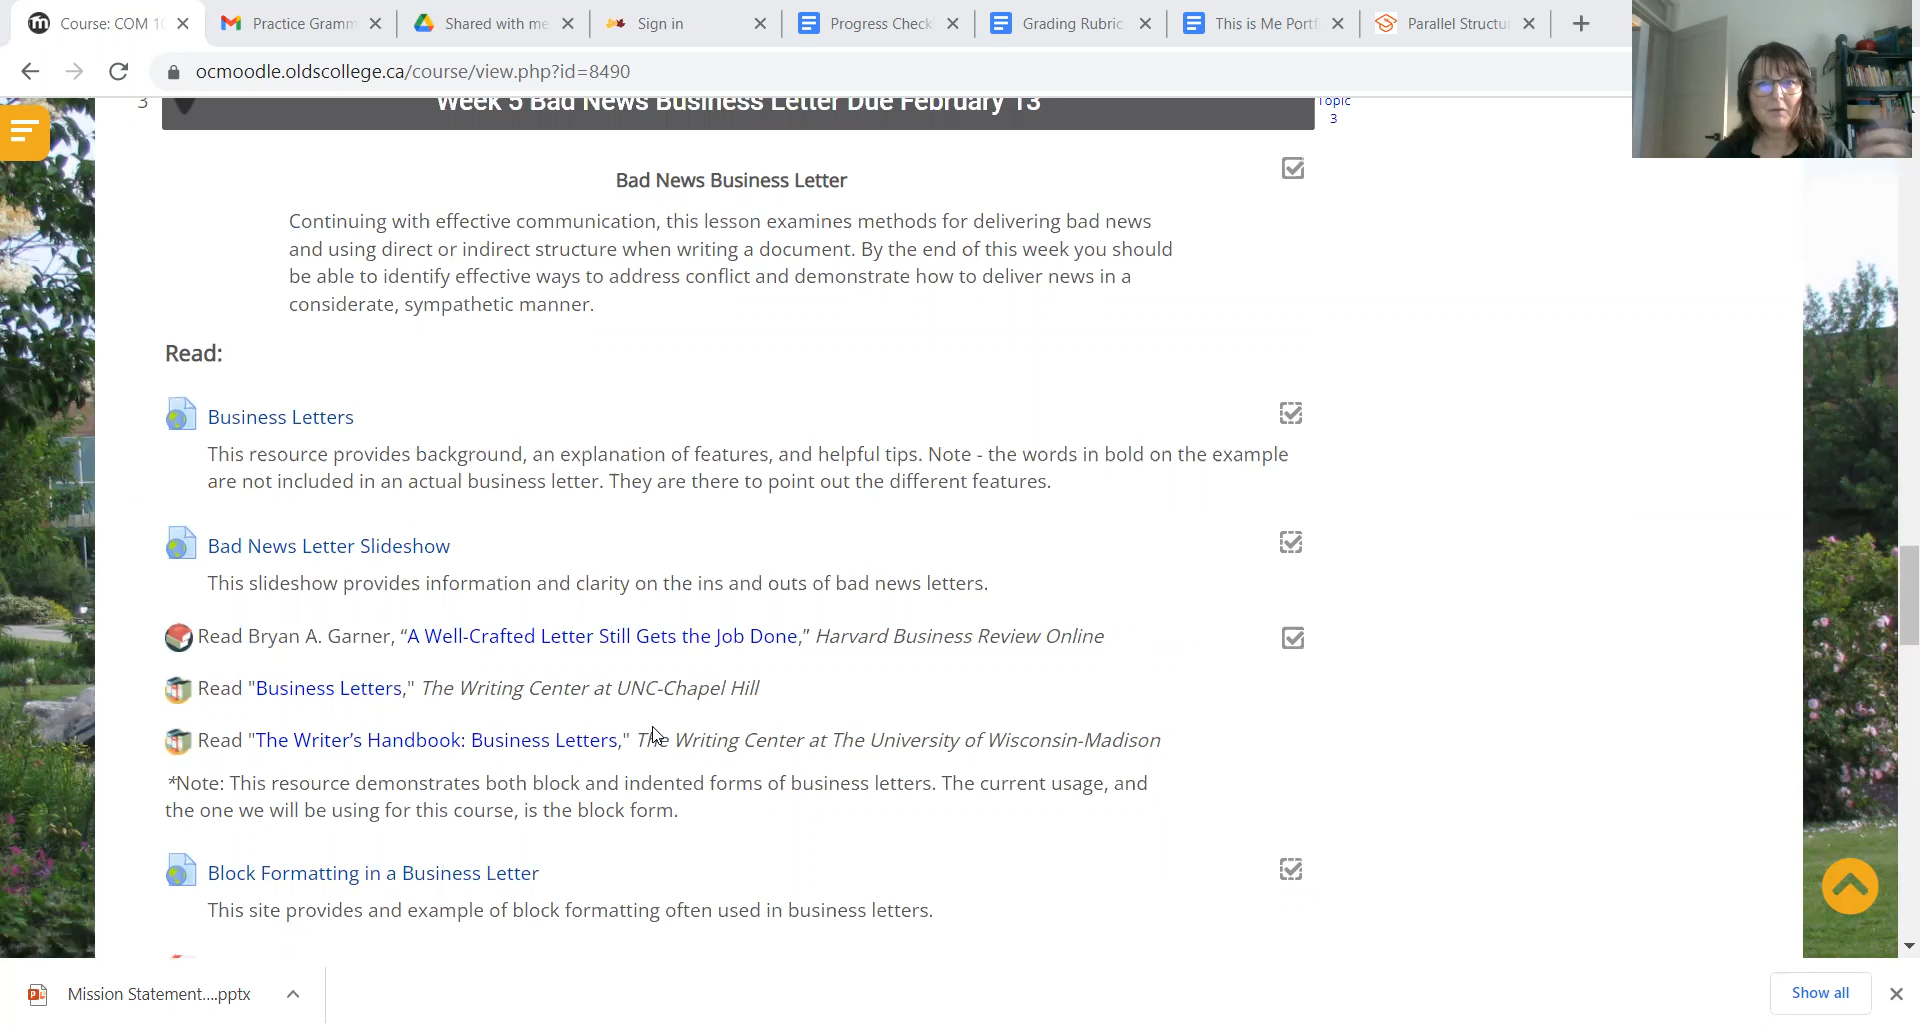 Course: COM 10
Practice Gramm
Shared with me
Sign in
Progress Check
Grading Rubric
This is Me Portf
Parallel Structu
ocmoodle.oldscollege.ca/course/view.php?id=8490
3
Week 5 Bad News Business Letter Due February 13
Topic
3
Bad News Business Letter
Continuing with effective communication, this lesson examines methods for delivering bad news
and using direct or indirect structure when writing a document. By the end of this week you should
be able to identify effective ways to address conflict and demonstrate how to deliver news in a
considerate, sympathetic manner.
Read:
Business Letters
This resource provides background, an explanation of features, and helpful tips. Note - the words in bold on the example
are not included in an actual business letter. They are there to point out the different features.
Bad News Letter Slideshow
This slideshow provides information and clarity on the ins and outs of bad news letters.
Read Bryan A. Garner, “A Well-Crafted Letter Still Gets the Job Done,” Harvard Business Review Online
Read "Business Letters," The Writing Center at UNC-Chapel Hill
Read "The Writer’s Handbook: Business Letters," The Writing Center at The University of Wisconsin-Madison
*Note: This resource demonstrates both block and indented forms of business letters. The current usage, and
the one we will be using for this course, is the block form.
Block Formatting in a Business Letter
This site provides and example of block formatting often used in business letters.
Mission Statement....pptx
Show all